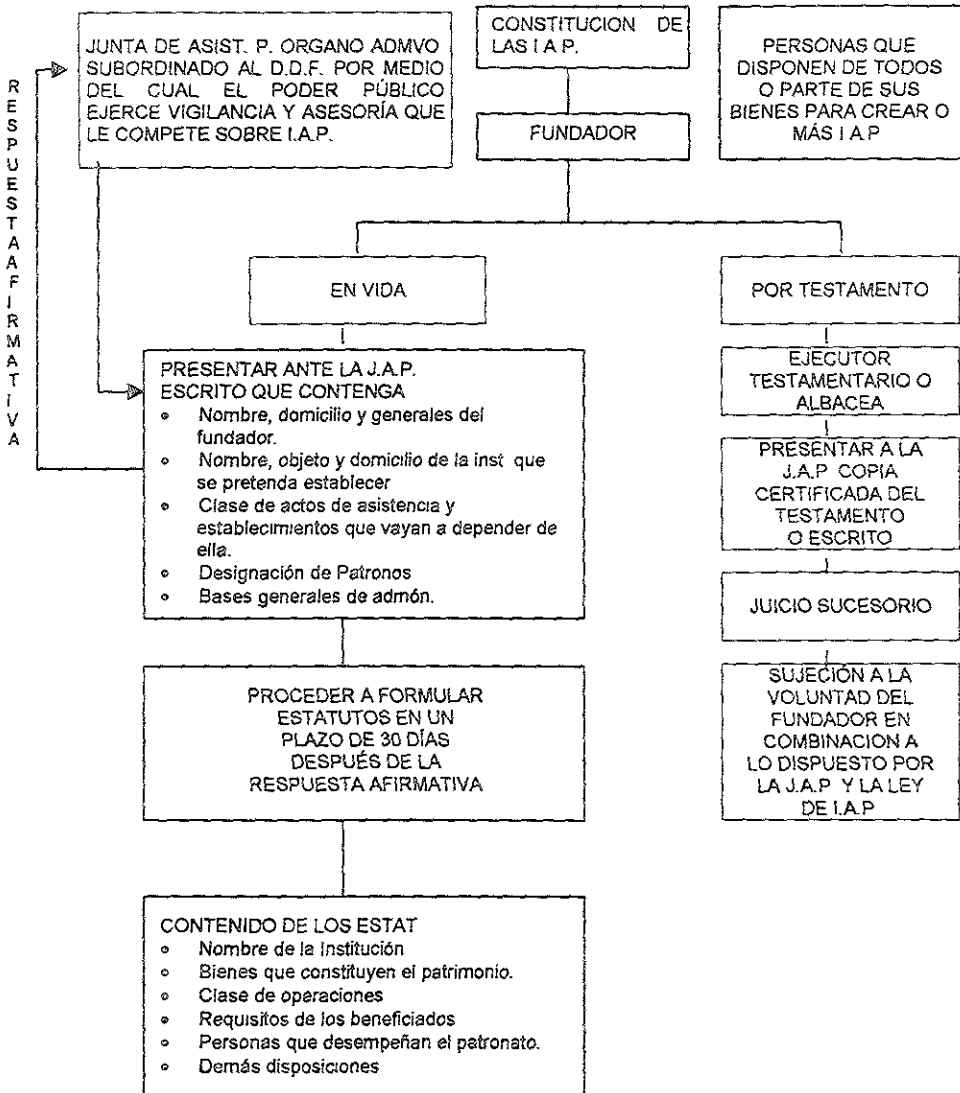 RESPUESTA AFIRMATIVA
JUNTA DE ASIST. P. ORGANO ADMVO
SUBORDINADO AL D.D.F. POR MEDIO
DEL CUAL EL PODER PÚBLICO
EJERCE VIGILANCIA Y ASESORÍA QUE
LE COMPETE SOBRE I.A.P.
CONSTITUCION DE
LAS I A P.
FUNDADOR
PERSONAS QUE
DISPONEN DE TODOS
O PARTE DE SUS
BIENES PARA CREAR O
MÁS I A P
EN VIDA
PRESENTAR ANTE LA J.A.P.
ESCRITO QUE CONTENGA
• Nombre, domicilio y generales del
fundador.
• Nombre, objeto y domicilio de la inst que
se pretenda establecer
• Clase de actos de asistencia y
establecimientos que vayan a depender de
ella.
• Designación de Patronos
• Bases generales de admón.
PROCEDER A FORMULAR
ESTATUTOS EN UN
PLAZO DE 30 DÍAS
DESPUÉS DE LA
RESPUESTA AFIRMATIVA
CONTENIDO DE LOS ESTAT
• Nombre de la Institución
• Bienes que constituyen el patrimonio.
• Clase de operaciones
• Requisitos de los beneficiados
• Personas que desempeñan el patronato.
• Demás disposiciones
POR TESTAMENTO
EJECUTOR
TESTAMENTARIO O
ALBACEA
PRESENTAR A LA
J.A.P COPIA
CERTIFICADA DEL
TESTAMENTO
O ESCRITO
JUICIO SUCESORIO
SUJECIÓN A LA
VOLUNTAD DEL
FUNDADOR EN
COMBINACION A
LO DISPUESTO POR
LA J.A.P Y LA LEY
DE I.A.P